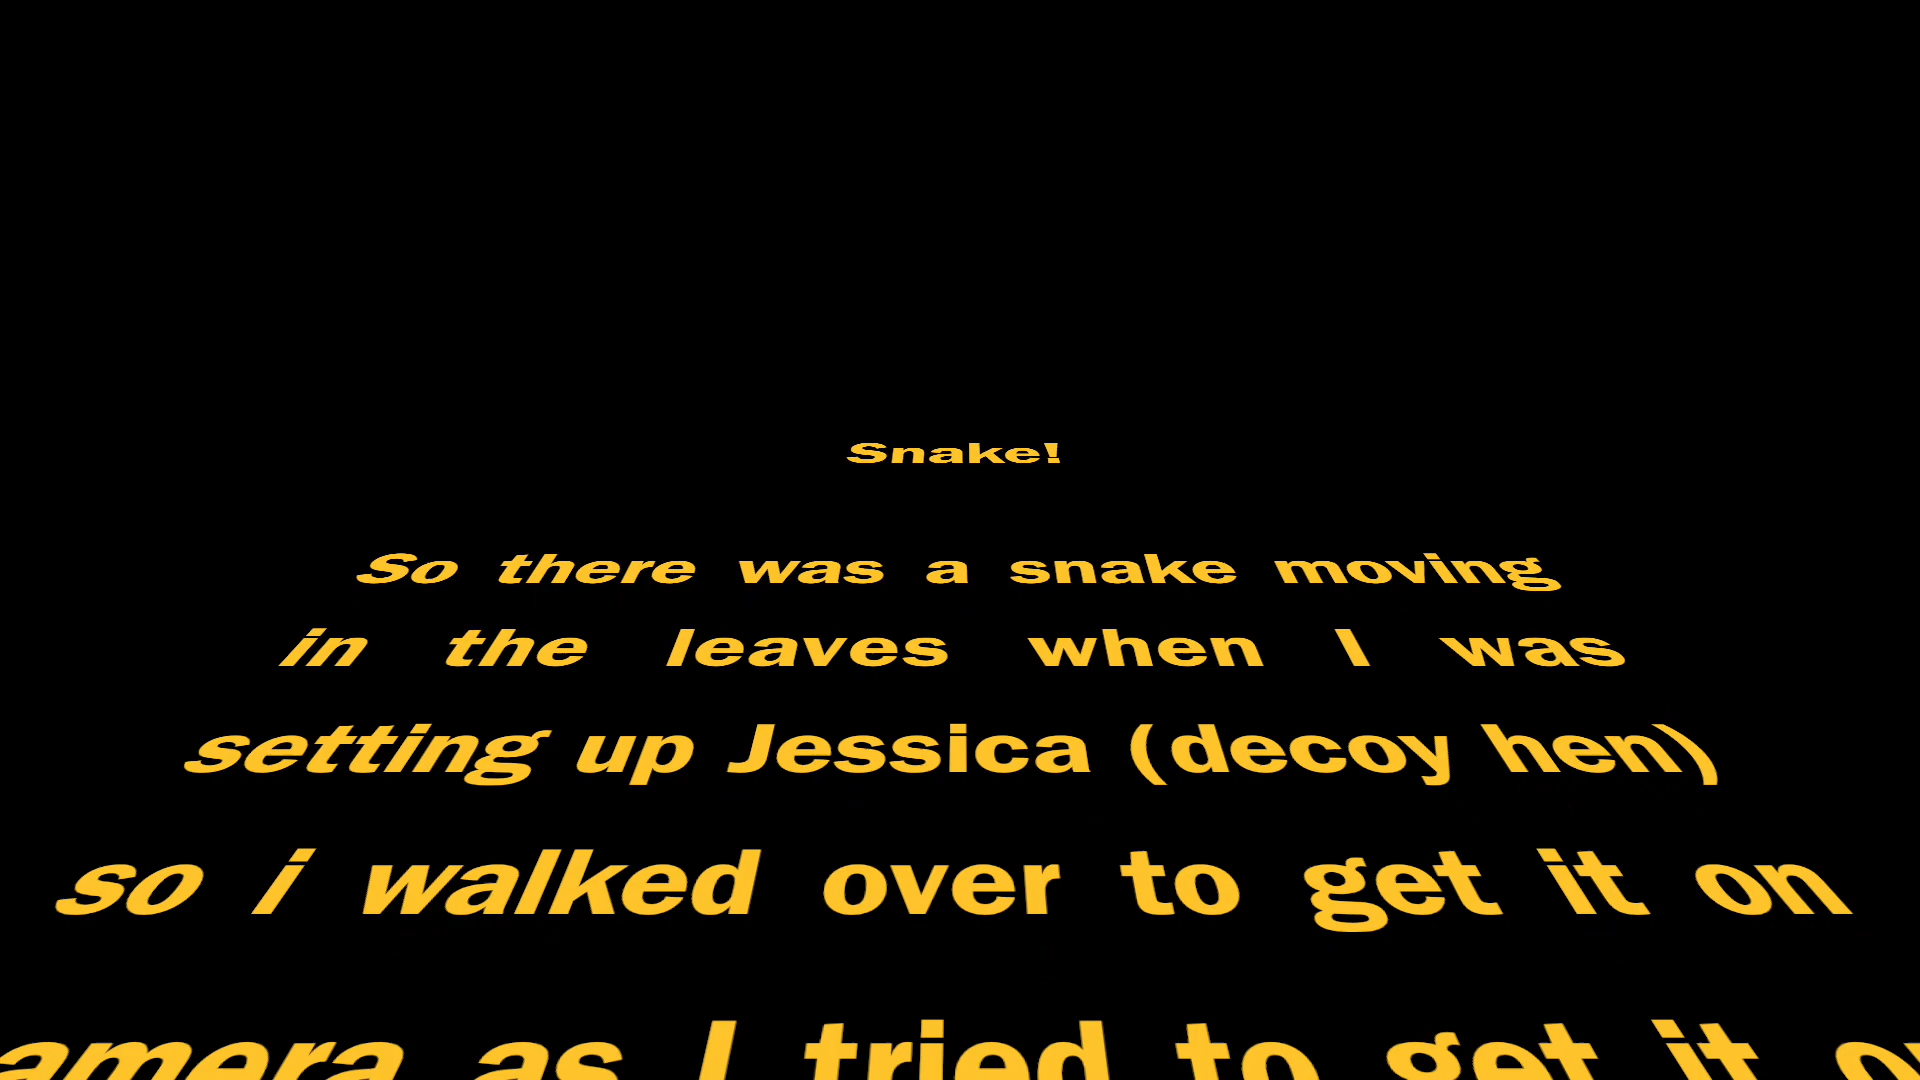 Snake!
So there was a snake moving
in the leaves when I was
setting up Jessica (decoy hen)
so i walked over to get it on
as I tried to get it